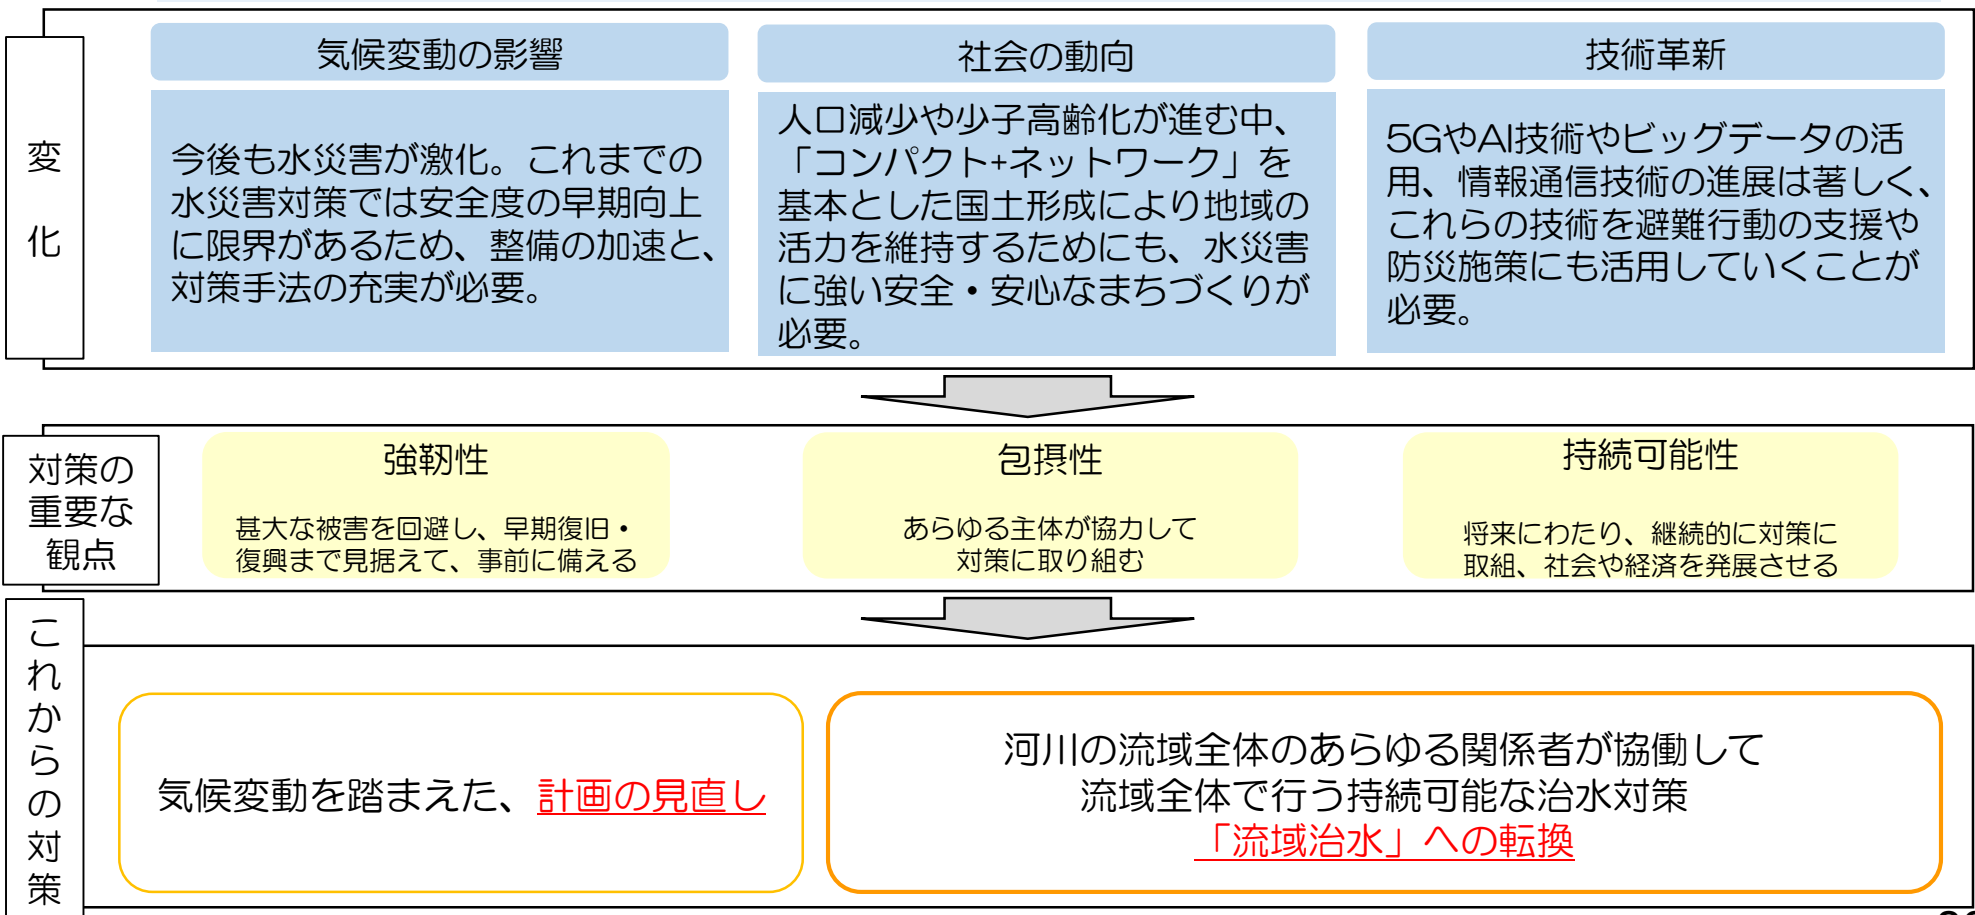 変化
気候変動の影響
今後も水災害が激化。これまでの
水災害対策では安全度の早期向上
に限界があるため、整備の加速と、
対策手法の充実が必要。
社会の動向
人口減少や少子高齢化が進む中、
「コンパクト+ネットワーク」を
基本とした国土形成により地域の
活力を維持するためにも、水災害
に強い安全・安心なまちづくりが
必要。
技術革新
5GやAI技術やビッグデータの活
用、情報通信技術の進展は著しく、
これらの技術を避難行動の支援や
防災施策にも活用していくことが
必要。
対策の
重要な
観点
強靭性
甚大な被害を回避し、早期復旧・
復興まで見据えて、事前に備える
包摂性
あらゆる主体が協力して
対策に取り組む
持続可能性
将来にわたり、継続的に対策に
取組、社会や経済を発展させる
これからの対策
気候変動を踏まえた、計画の見直し
河川の流域全体のあらゆる関係者が協働して
流域全体で行う持続可能な治水対策
「流域治水」への転換